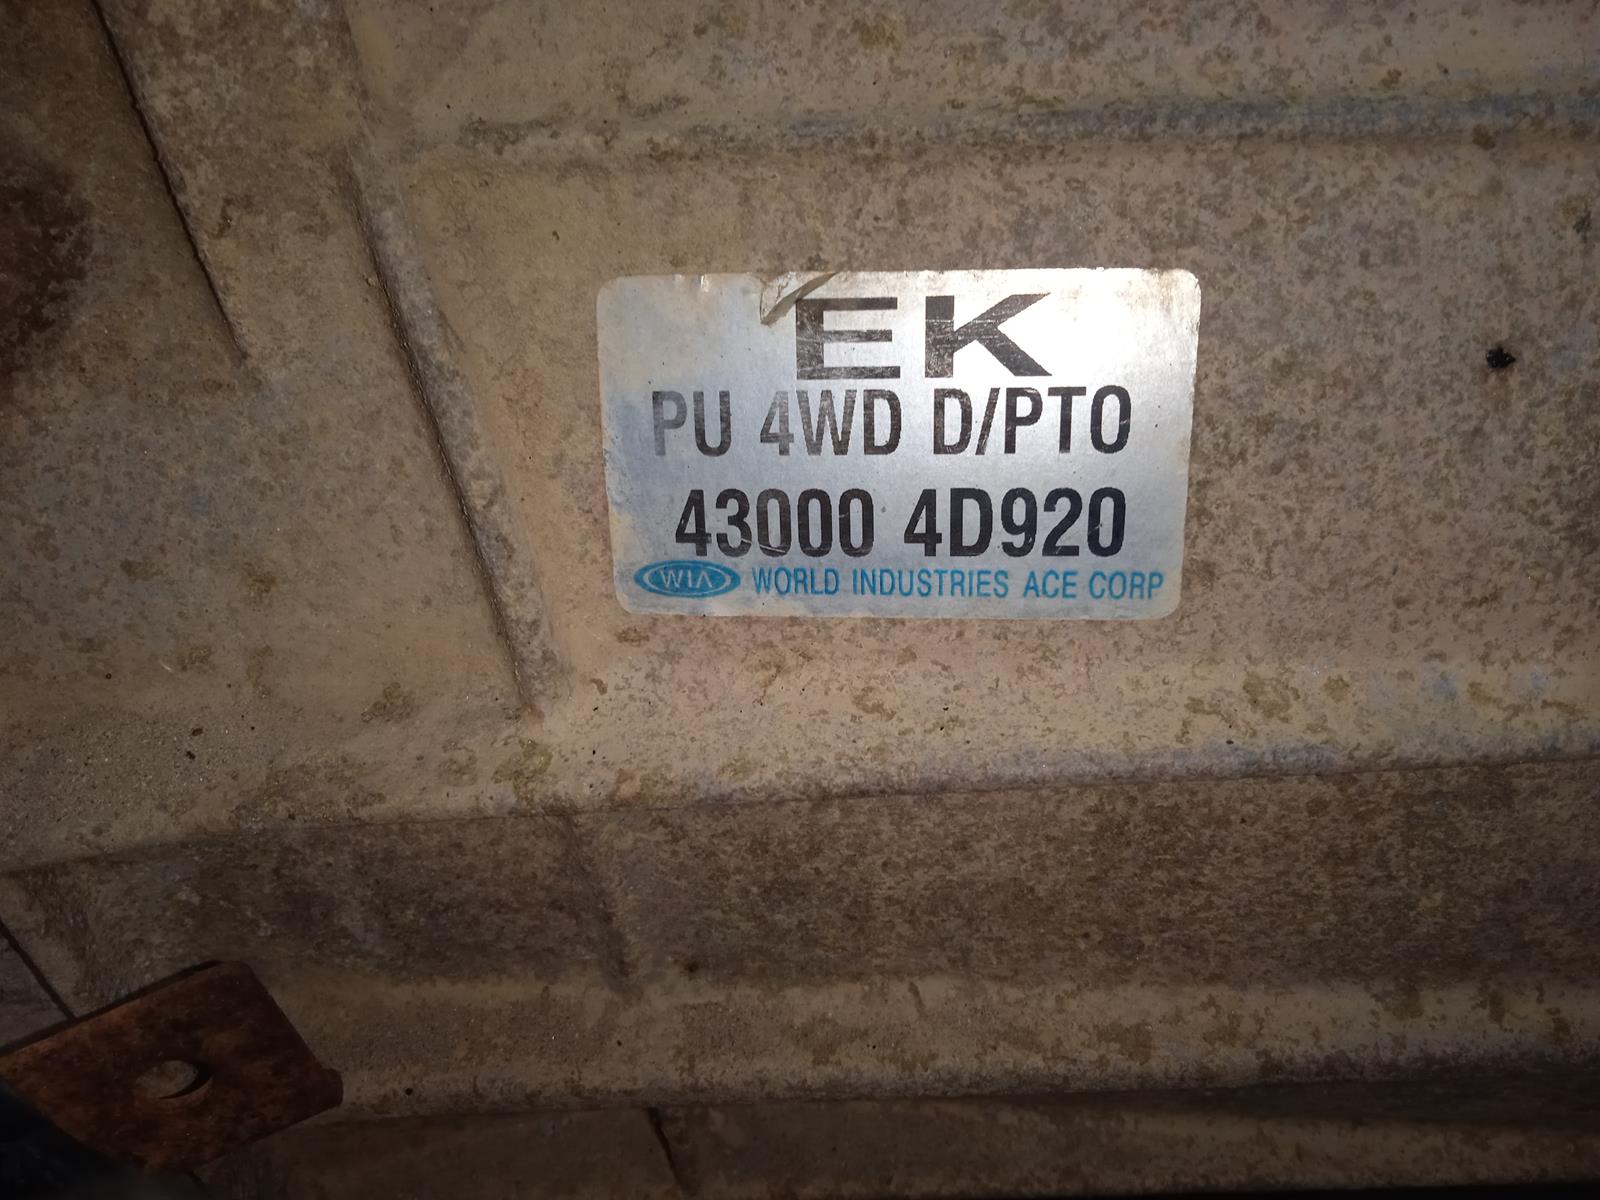 EK
PU 4WD D/PTO
43000 4D920
WIA WORLD INDUSTRIES ACE CORP